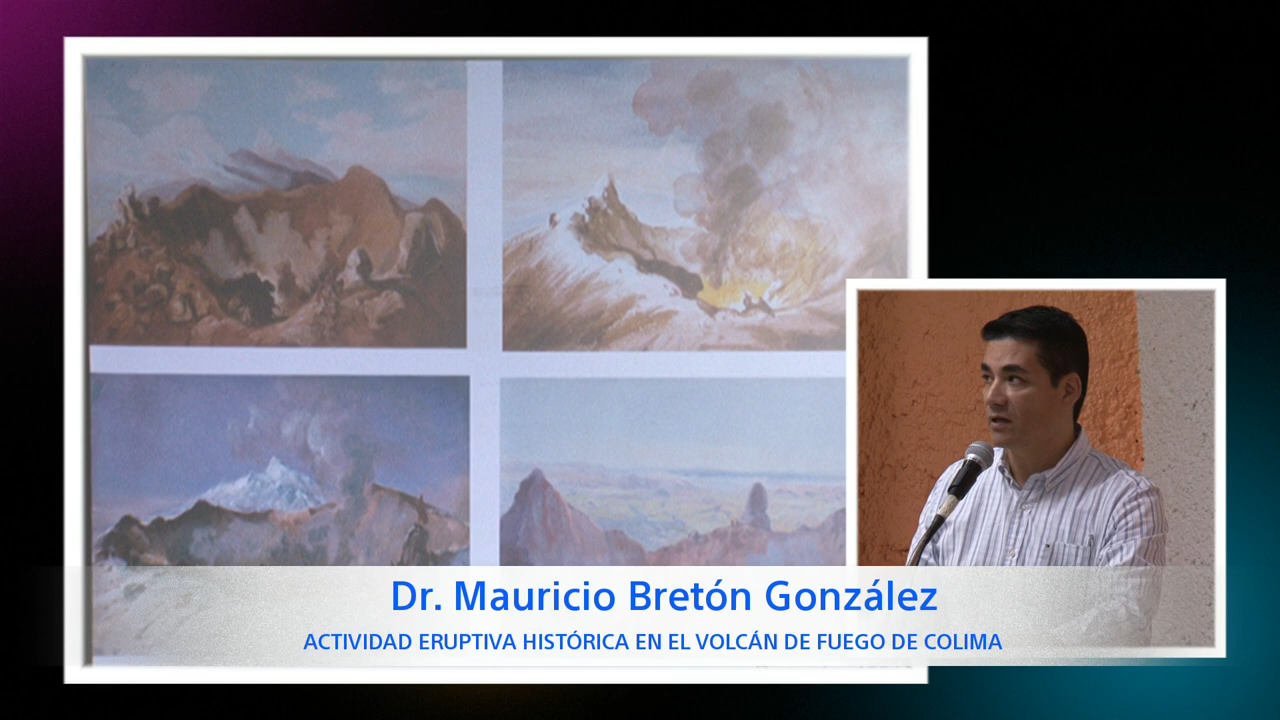 Dr. Mauricio Bretón González
ACTIVIDAD ERUPTIVA HISTÓRICA EN EL VOLCÁN DE FUEGO DE COLIMA